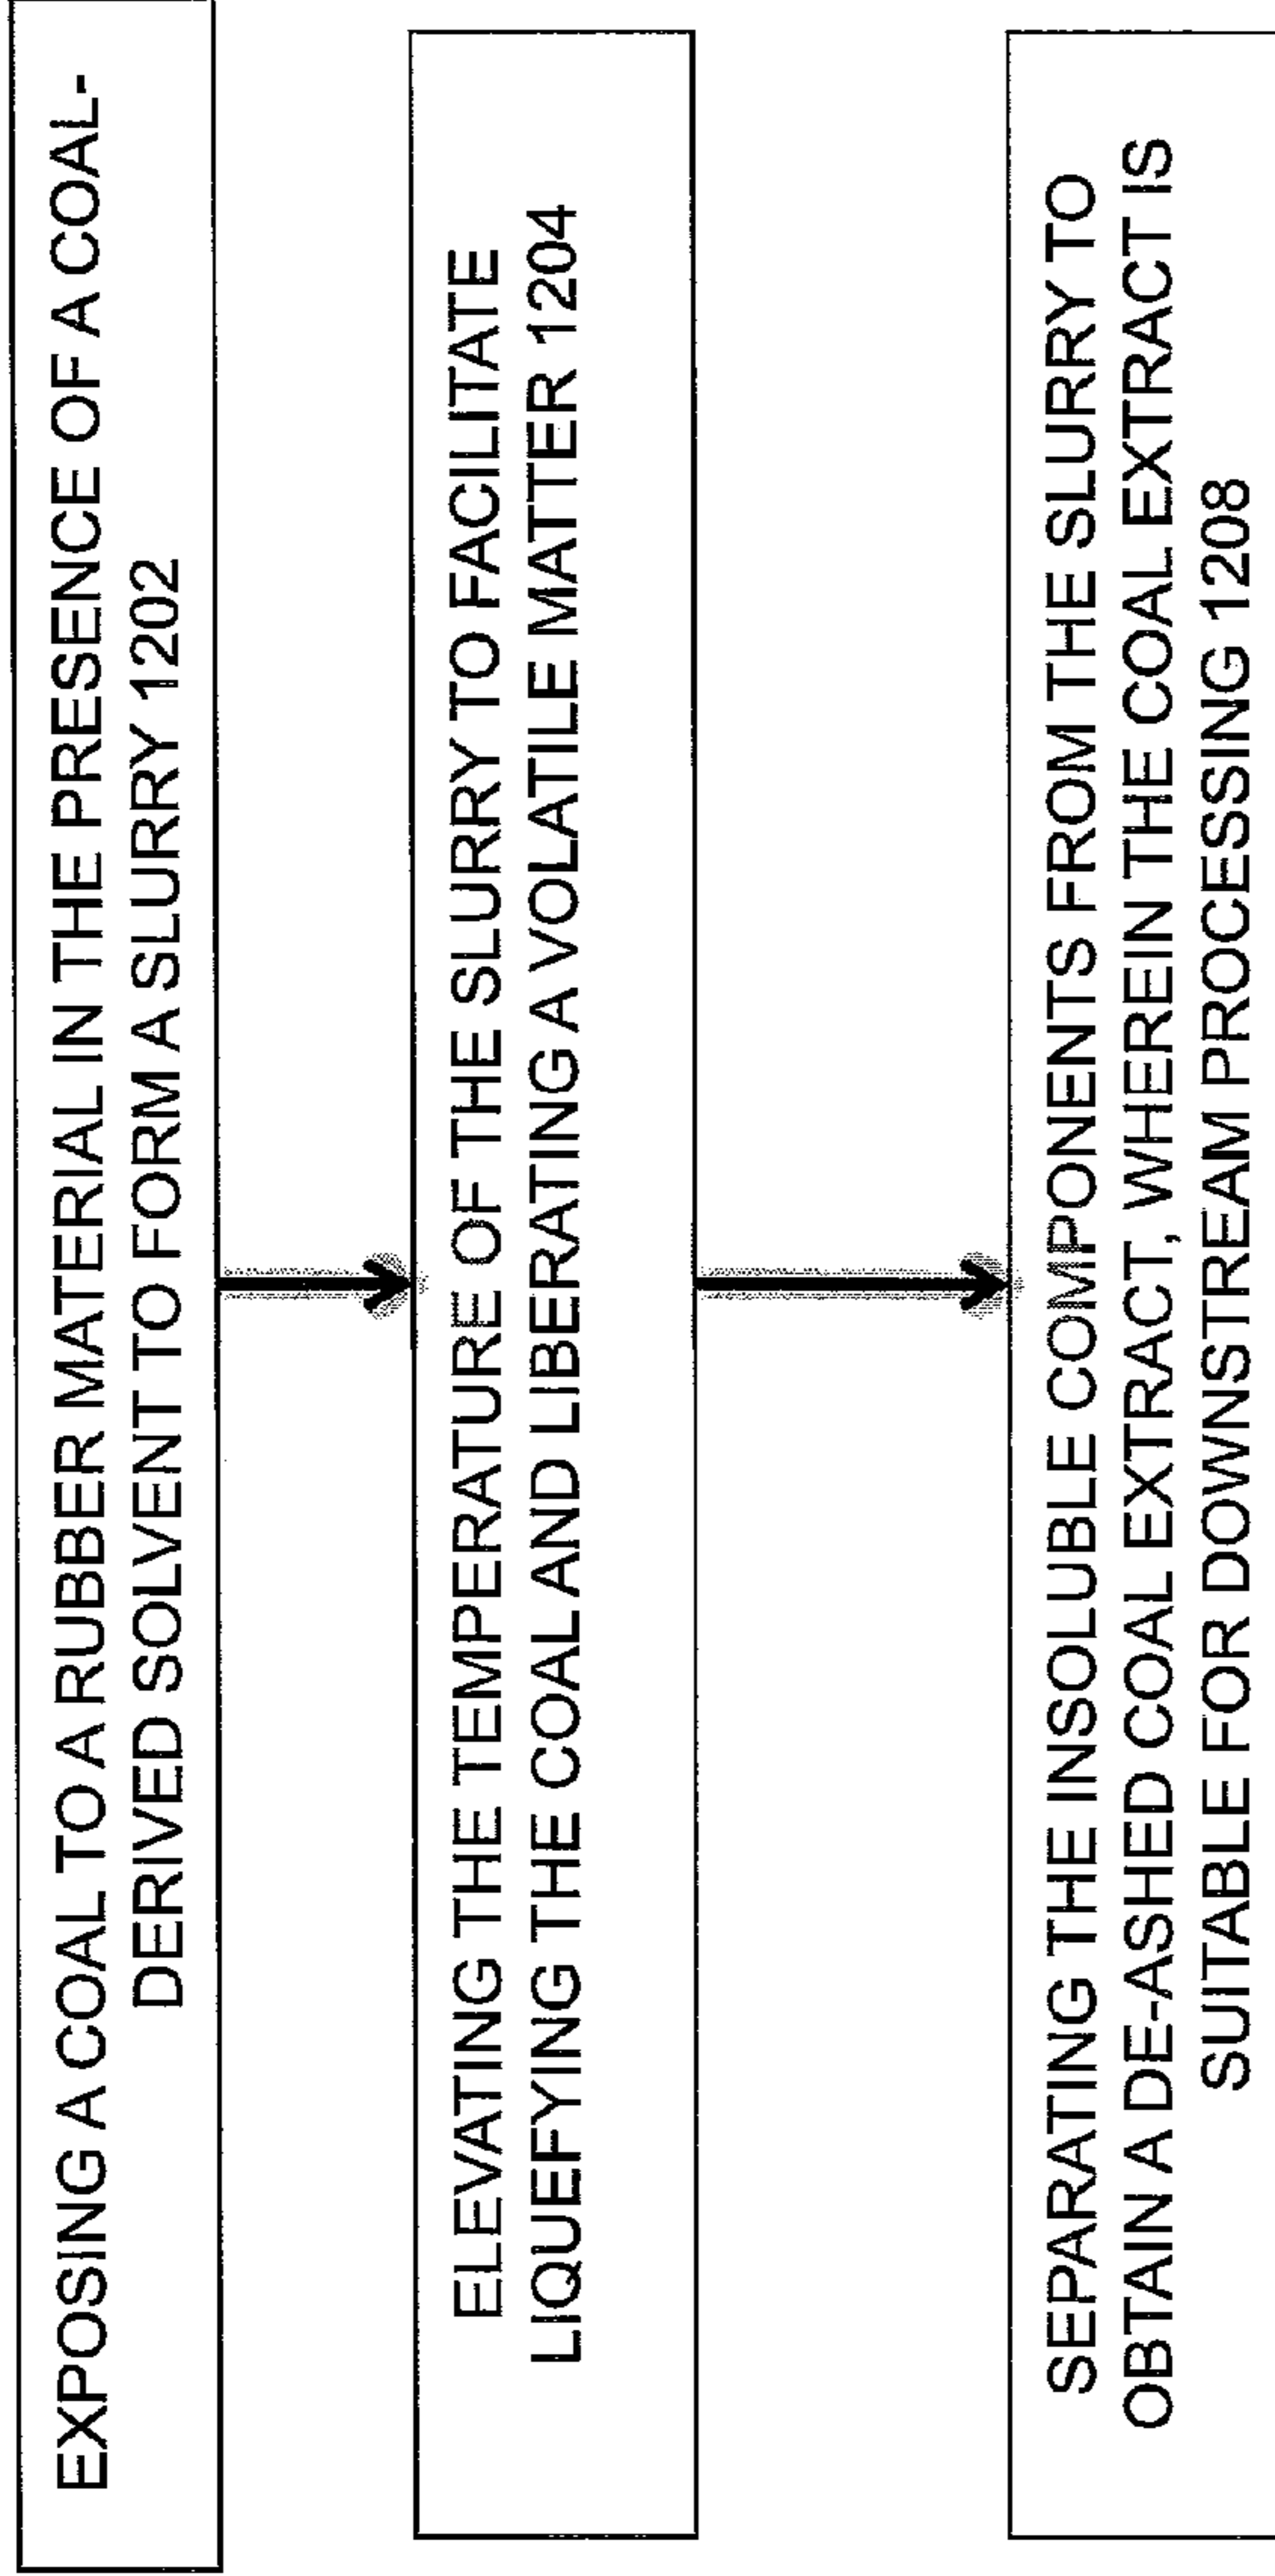 EXPOSING A COAL TO A RUBBER MATERIAL IN THE PRESENCE OF A COAL-
DERIVED SOLVENT TO FORM A SLURRY 1202
ELEVATING THE TEMPERATURE OF THE SLURRY TO FACILITATE
LIQUEFYING THE COAL AND LIBERATING A VOLATILE MATTER 1204
SEPARATING THE INSOLUBLE COMPONENTS FROM THE SLURRY TO
OBTAIN A DE-ASHED COAL EXTRACT, WHEREIN THE COAL EXTRACT IS
SUITABLE FOR DOWNSTREAM PROCESSING 1208